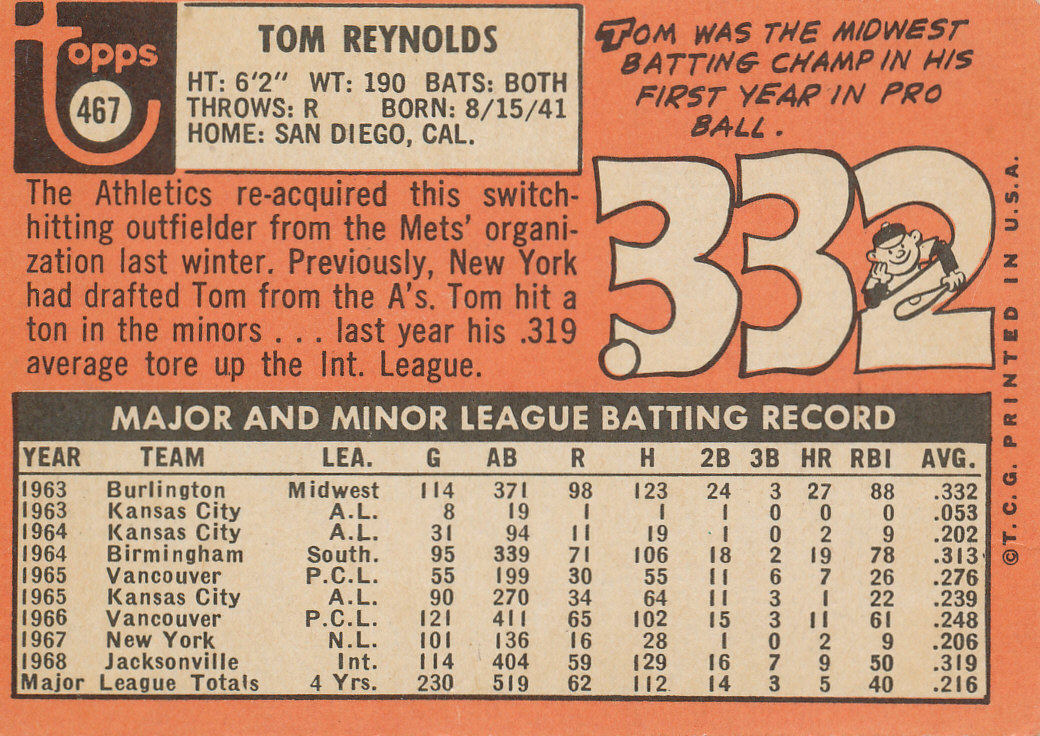 topps
467
TOM REYNOLDS
HT: 6'2" WT: 190 BATS: BOTH
THROWS: R BORN: 8/15/41
HOME: SAN DIEGO, CAL.
TOM WAS THE MIDWEST
BATTING CHAMP IN HIS
FIRST YEAR IN PRO
BALL.
.332
The Athletics re-acquired this switch-
hitting outfielder from the Mets' organi-
zation last winter. Previously, New York
had drafted Tom from the A's. Tom hit a
ton in the minors . . . last year his .319
average tore up the Int. League.
MAJOR AND MINOR LEAGUE BATTING RECORD
YEAR TEAM LEA. G AB R H 2B 3B HR RBI AVG.
1963 Burlington Midwest 114 371 98 123 24 3 27 88 .332
1963 Kansas City A.L. 8 19 1 1 1 0 0 0 .053
1964 Kansas City A.L. 31 94 11 19 1 0 2 9 .202
1964 Birmingham South. 95 339 71 106 18 2 19 78 .313
1965 Vancouver P.C.L. 55 199 30 55 11 6 7 26 .276
1965 Kansas City A.L. 90 270 34 64 11 3 1 22 .239
1966 Vancouver P.C.L. 121 411 65 102 15 3 11 61 .248
1967 New York N.L. 101 136 16 28 1 0 2 9 .206
1968 Jacksonville Int. 114 404 59 129 16 7 9 50 .319
Major League Totals 4 Yrs. 230 519 62 112 14 3 5 40 .216
©T.C.G. PRINTED IN U.S.A.